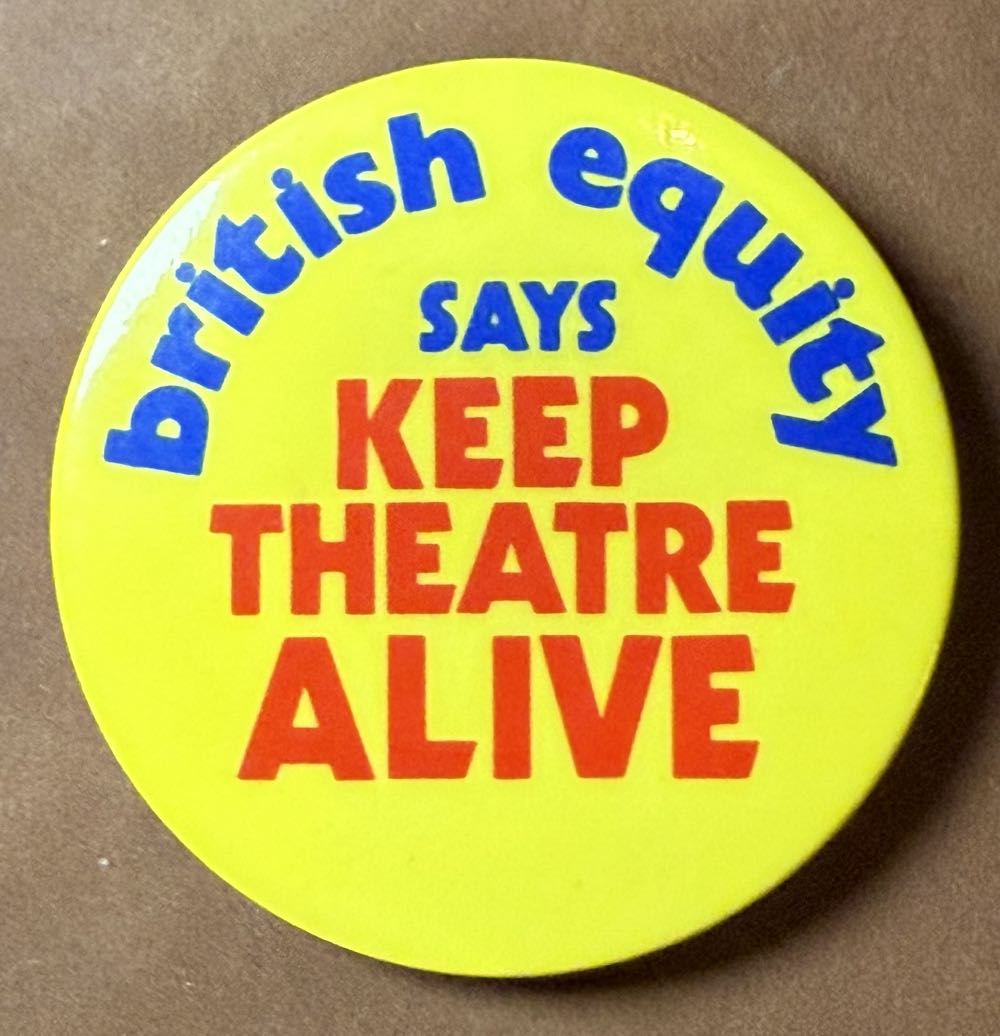 british equity
SAYS
KEEP
THEATRE
ALIVE